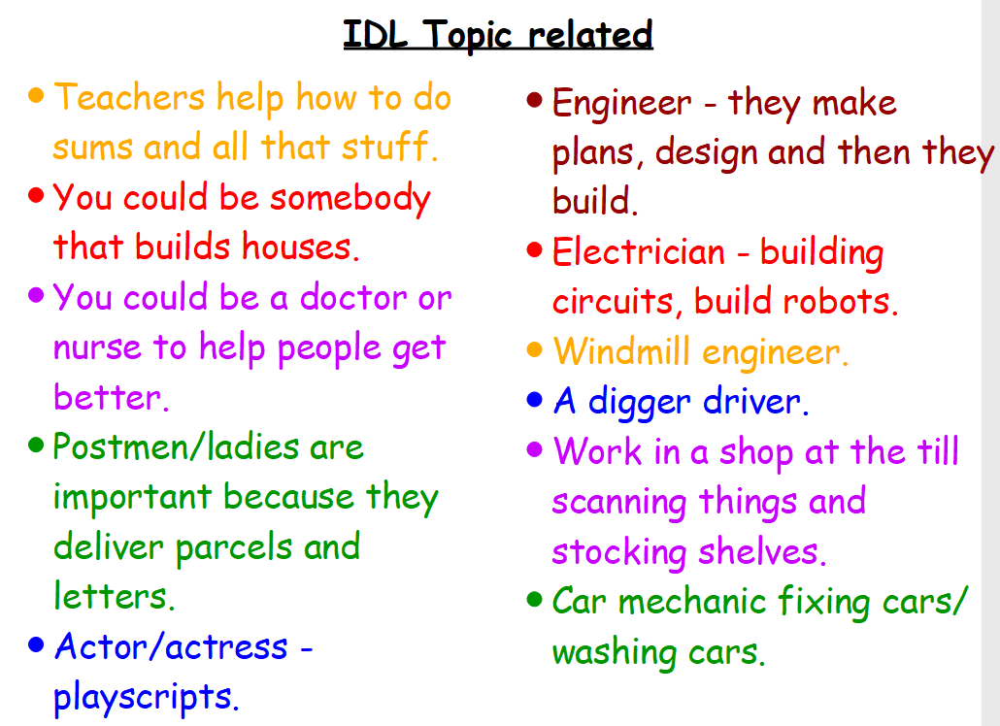 IDL Topic related
• Teachers help how to do
sums and all that stuff.
• You could be somebody
that builds houses.
• You could be a doctor or
nurse to help people get
better.
• Postmen/ladies are
important because they
deliver parcels and
letters.
• Actor/actress -
playscripts.
• Engineer - they make
plans, design and then they
build.
• Electrician - building
circuits, build robots.
• Windmill engineer.
• A digger driver.
• Work in a shop at the till
scanning things and
stocking shelves.
• Car mechanic fixing cars/
washing cars.